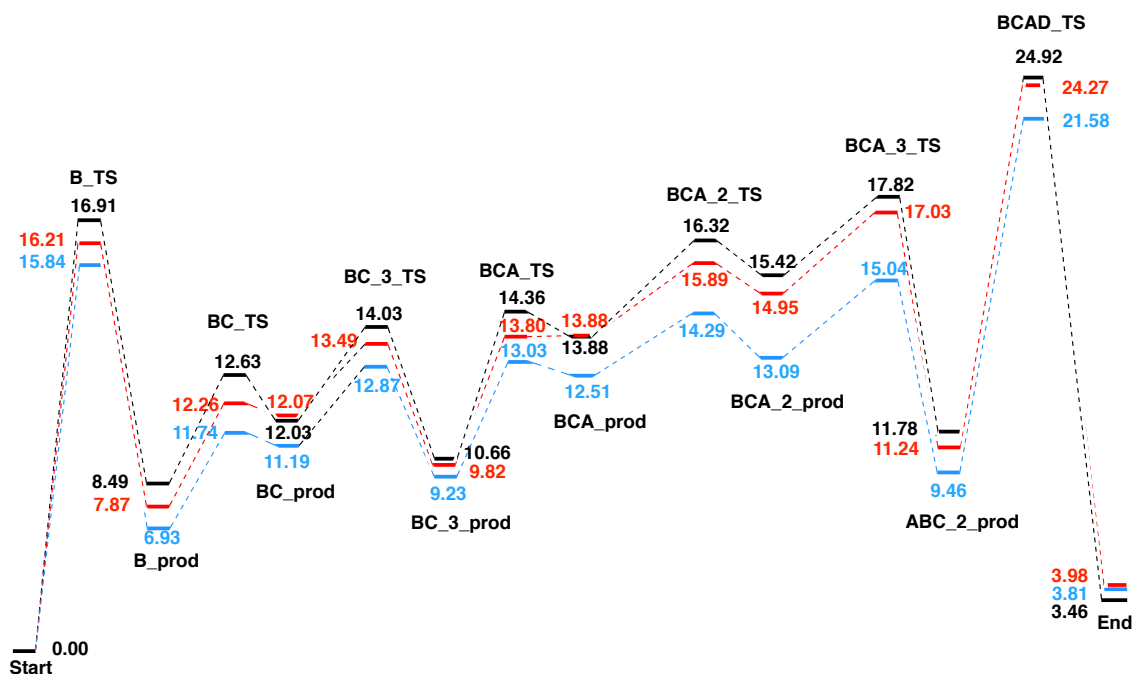 BCAD_TS
24.92
24.27
21.58
BCA_3_TS
17.82
17.03
15.04
B_TS
16.91
16.21
15.84
BCA_2_TS
16.32
15.89
14.29
15.42
14.95
13.09
BCA_2_prod
BC_3_TS
14.03
13.49
12.87
BCA_TS
14.36
13.80
13.03
13.88
13.88
12.51
BCA_prod
BC_TS
12.63
12.26
11.74
12.07
12.03
11.19
BC_prod
8.49
7.87
6.93
B_prod
10.66
9.82
9.23
BC_3_prod
11.78
11.24
9.46
ABC_2_prod
3.98
3.81
3.46
End
0.00
Start